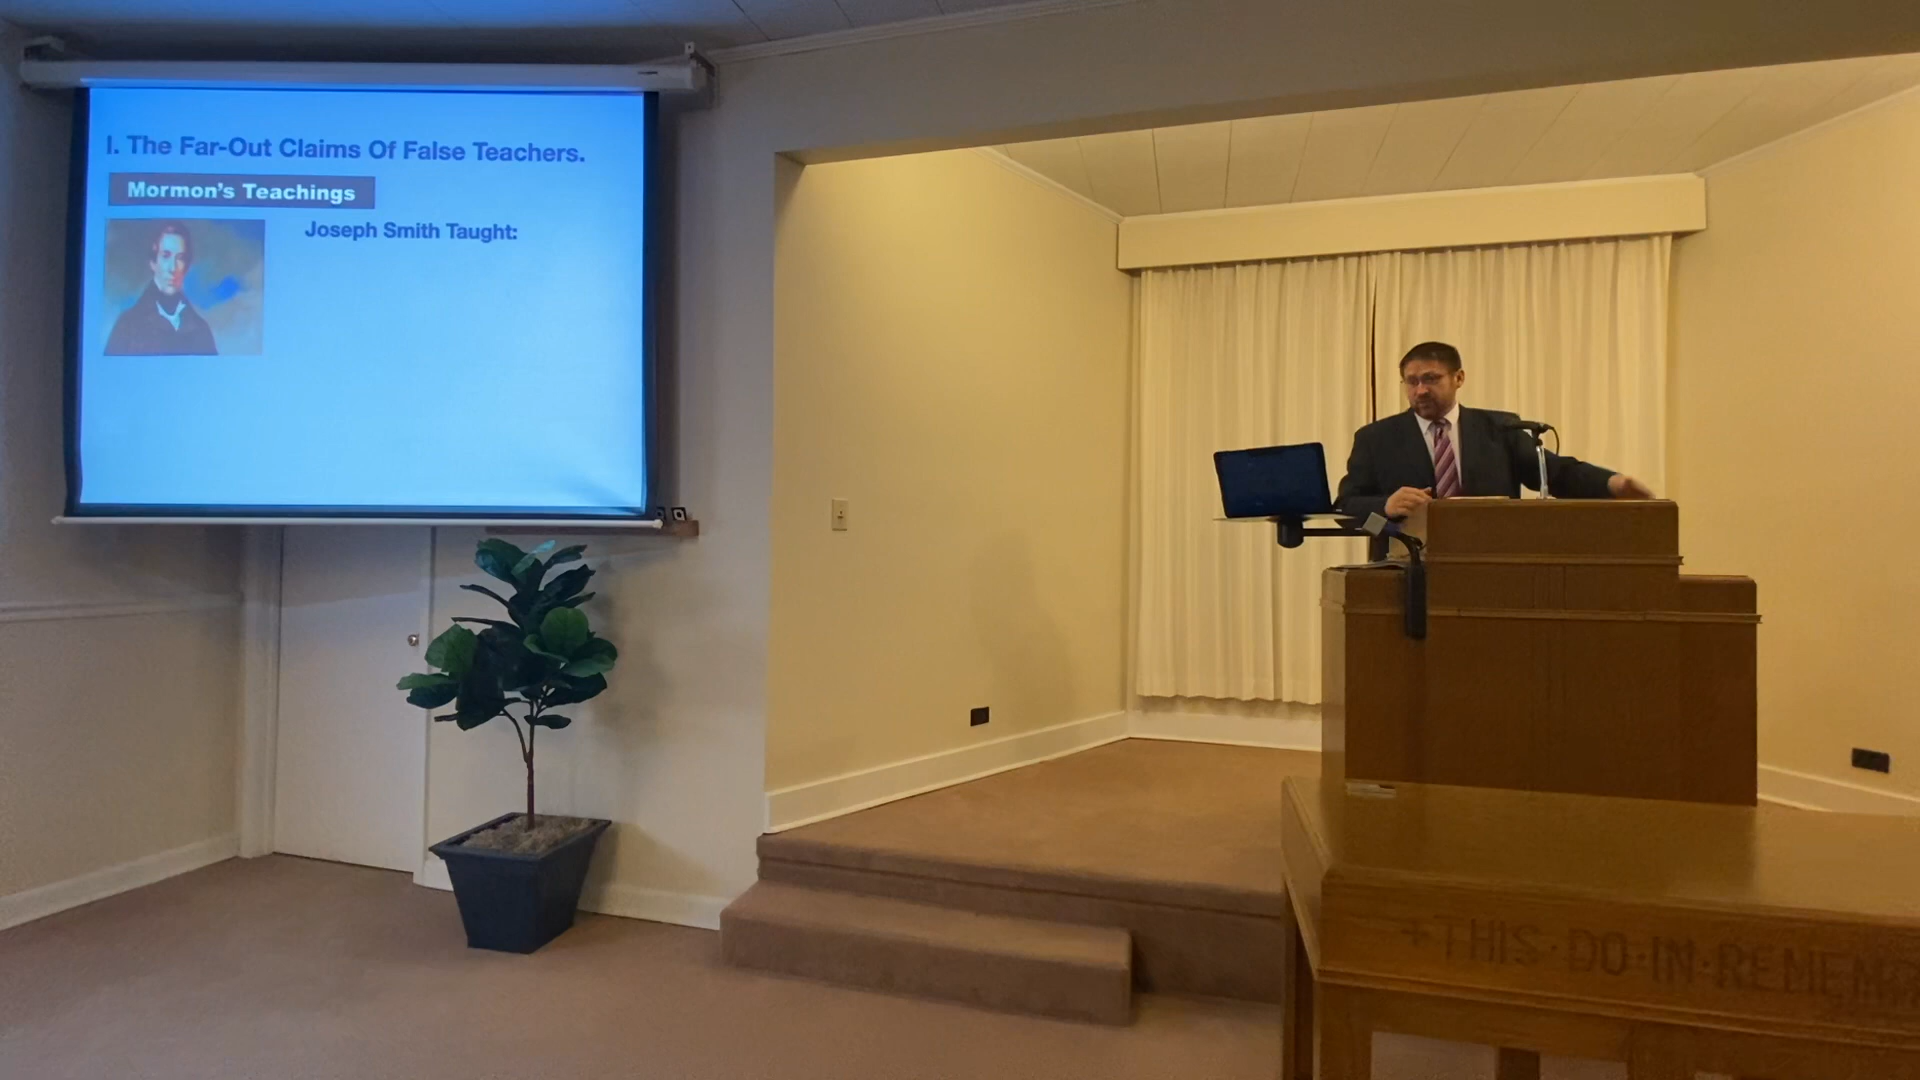 I. The Far-Out Claims Of False Teachers.
Mormon's Teachings
Joseph Smith Taught:
+THIS·DO·IN·REMEM